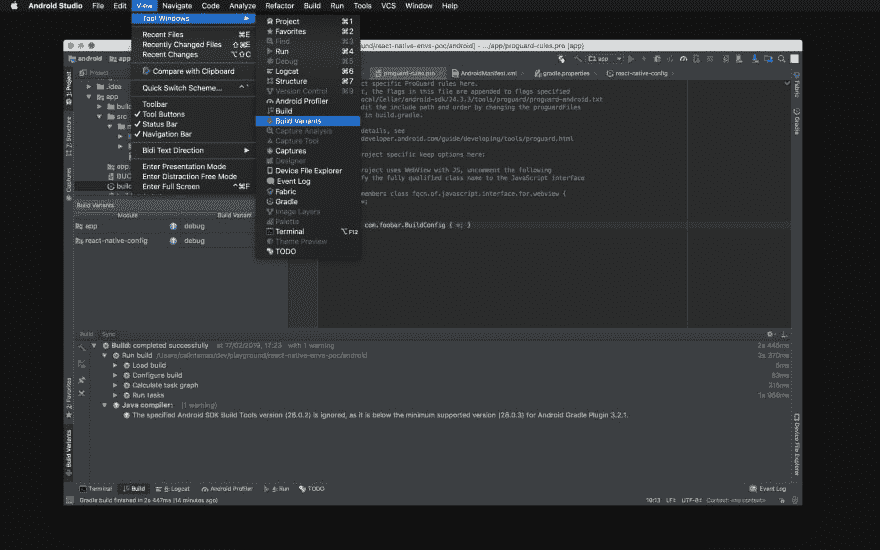 Android Studio File Edit View Navigate Code Analyze Refactor Build Run Tools VCS Window Help
Tool Windows
Recent Files ⌘E
Recently Changed Files ⇧⌘E
Recent Changes ⌥⇧C
Compare with Clipboard
Quick Switch Scheme... ^`
Toolbar
✓ Tool Buttons
✓ Status Bar
✓ Navigation Bar
Bidi Text Direction
Enter Presentation Mode
Enter Distraction Free Mode
Enter Full Screen ^⌘F
Project ⌘1
Favorites ⌘2
Find ⌘3
Run ⌘4
Debug ⌘5
Logcat ⌘6
Structure ⌘7
Version Control ⌘9
Android Profiler
Build
Build Variants
Capture Analysis
Capture Tool
Captures
Designer
Device File Explorer
Event Log
Fabric
Gradle
Image Layers
Palette
Terminal ⌥F12
Theme Preview
TODO
/react-native-envs-poc/android] - .../app/proguard-rules.pro [app]
android
app
Project
.idea
app
build
src
app.
BUC
build
proguard-rules.pro
AndroidManifest.xml
gradle.properties
react-native-config
specific ProGuard rules here.
, the flags in this file are appended to flags specified
ocal/Cellar/android-sdk/24.3.3/tools/proguard/proguard-android.txt
dit the include path and order by changing the proguardFiles
in build.gradle.
details, see
developer.android.com/guide/developing/tools/proguard.html
roject specific keep options here:
roject uses WebView with JS, uncomment the following
fy the fully qualified class name to the JavaScript interface
members class fqcn.of.javascript.interface.for.webview {
com.foobar.BuildConfig { *; }
1: Project
7: Structure
Captures
2: Favorites
Build Variants
Fabric
Gradle
Device File Explorer
Build Variants
Module Build Variant
app debug
react-native-config debug
Build Sync
Build: completed successfully at 17/02/2019, 17:23 with 1 warning 2s 446ms
Run build /Users/calintamas/dev/playground/react-native-envs-poc/android 2s 370ms
Load build 5ms
Configure build 83ms
Calculate task graph 315ms
Run tasks
Java compiler: (1 warning)
The specified Android SDK Build Tools version (28.0.2) is ignored, as it is below the minimum supported version (28.0.3) for Android Gradle Plugin 3.2.1.
Terminal Build 6: Logcat Android Profiler 4: Run TODO Event Log
Gradle build finished in 2s 447ms (14 minutes ago) 19:13 LF UTF-8 Context: <no context>